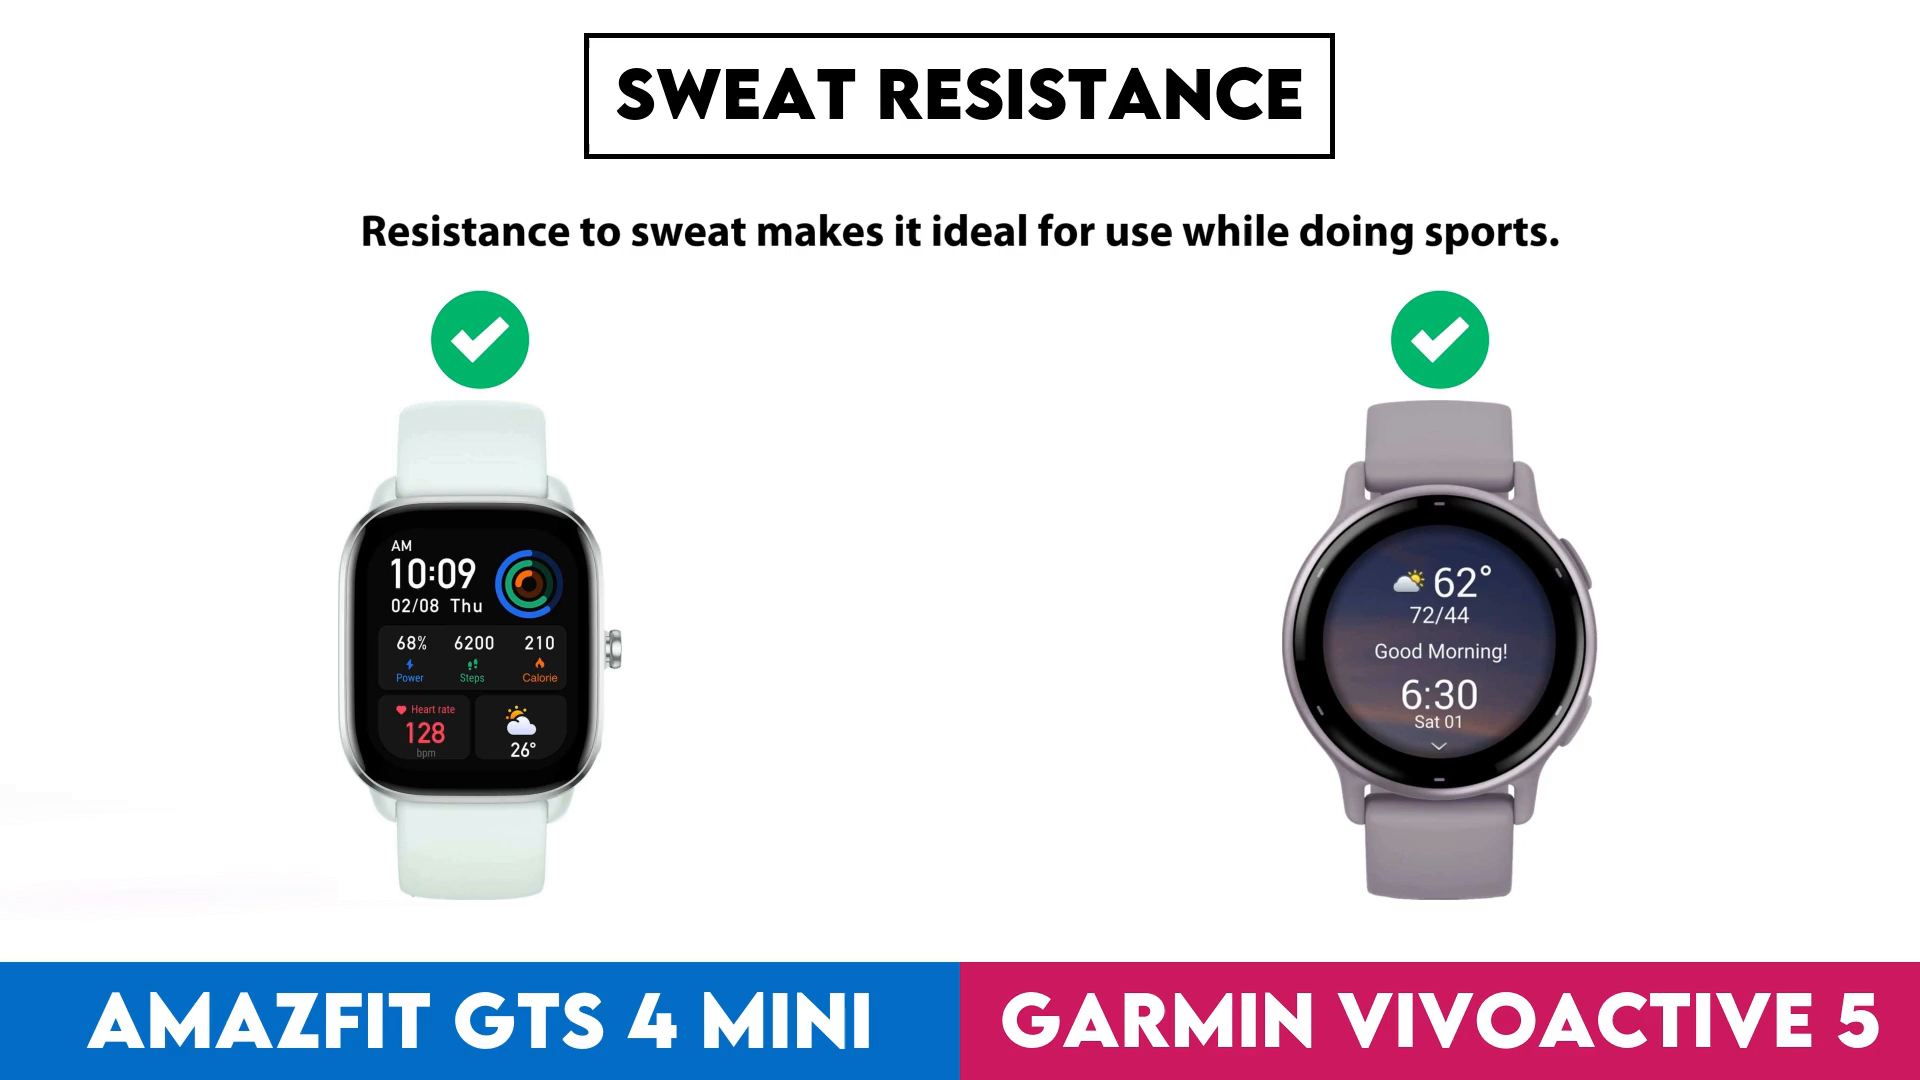 SWEAT RESISTANCE
Resistance to sweat makes it ideal for use while doing sports.
AM
10:09
02/08 Thu
68% 6200 210
Power Steps Calorie
Heart rate
128
bpm
26°
62°
72/44
Good Morning!
6:30
Sat 01
AMAZFIT GTS 4 MINI
GARMIN VIVOACTIVE 5